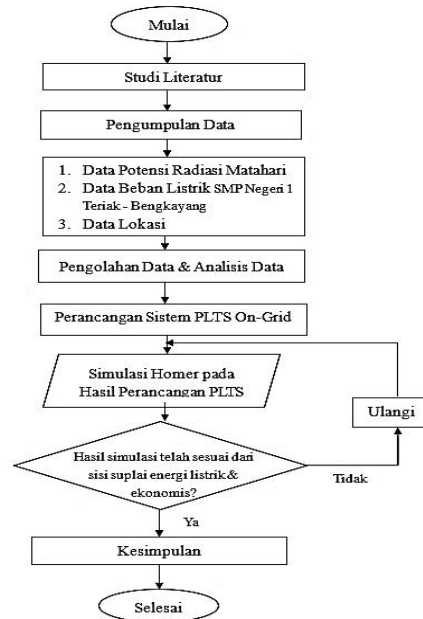 Mulai
Studi Literatur
Pengumpulan Data
1. Data Potensi Radiasi Matahari
2. Data Beban Listrik SMP Negeri 1
Teriak - Bengkayang
3. Data Lokasi
Pengolahan Data & Analisis Data
Perancangan Sistem PLTS On-Grid
Simulasi Homer pada
Hasil Perancangan PLTS
Ulangi
Hasil simulasi telah sesuai dari
sisi suplai energi listrik &
ekonomis?
Tidak
Ya
Kesimpulan
Selesai